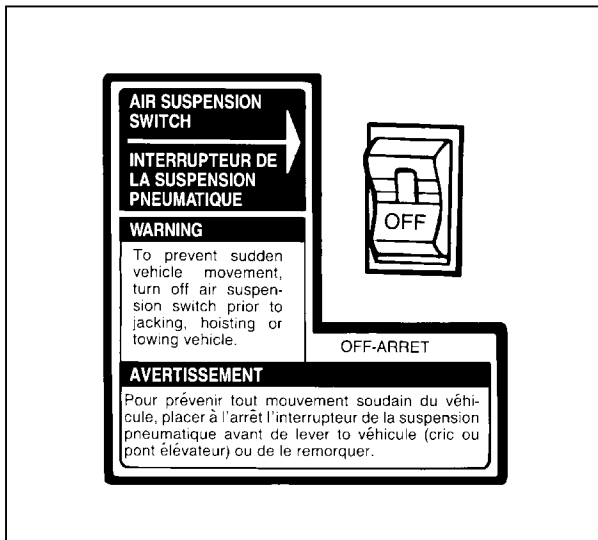 AIR SUSPENSION
SWITCH
INTERRUPTEUR DE
LA SUSPENSION
PNEUMATIQUE
WARNING
To prevent sudden
vehicle movement,
turn off air suspen-
sion switch prior to
jacking, hoisting or
towing vehicle.
OFF
OFF-ARRET
AVERTISSEMENT
Pour prévenir tout mouvement soudain du véhi-
cule, placer à l'arrêt l'interrupteur de la suspension
pneumatique avant de lever to véhicule (cric ou
pont élévateur) ou de le remorquer.